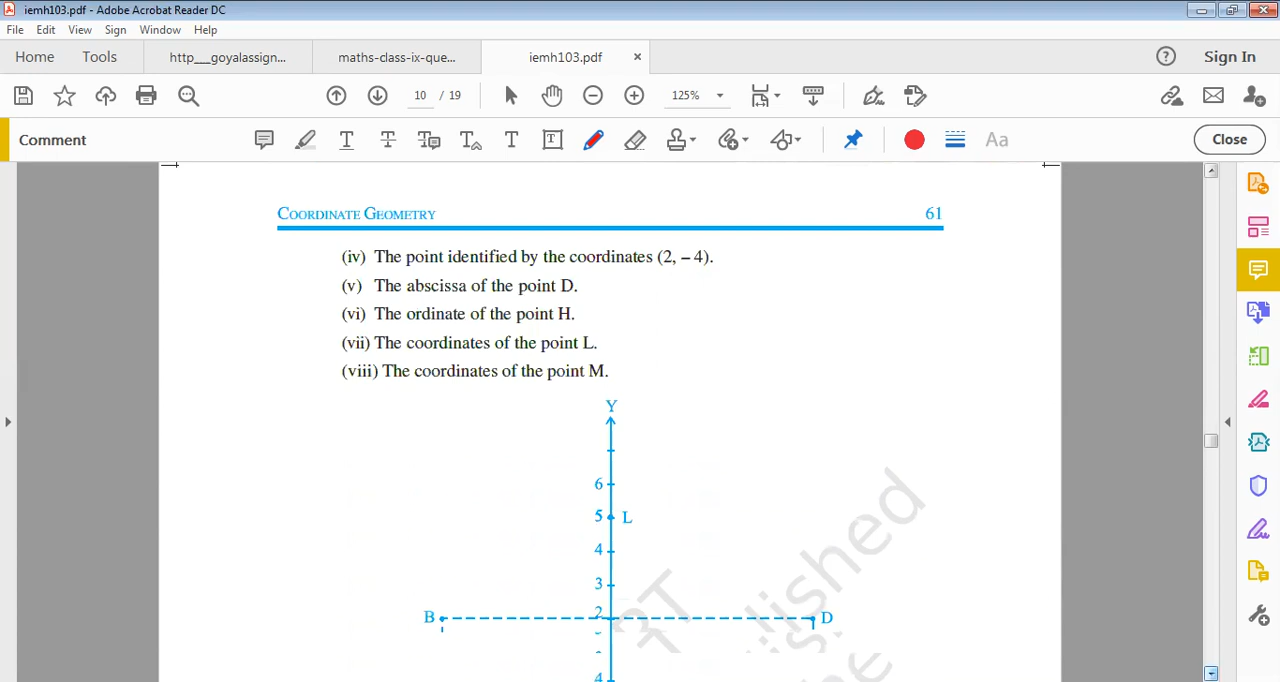 iemh103.pdf - Adobe Acrobat Reader DC
File Edit View Sign Window Help
Home Tools http___goyalassign... maths-class-ix-que... iemh103.pdf × ? Sign In
10 / 19 125%
Comment T T T T T T Aa Close
COORDINATE GEOMETRY 61
(iv) The point identified by the coordinates (2, – 4).
(v) The abscissa of the point D.
(vi) The ordinate of the point H.
(vii) The coordinates of the point L.
(viii) The coordinates of the point M.
Y
6
5 L
4
3
B 2 D
4